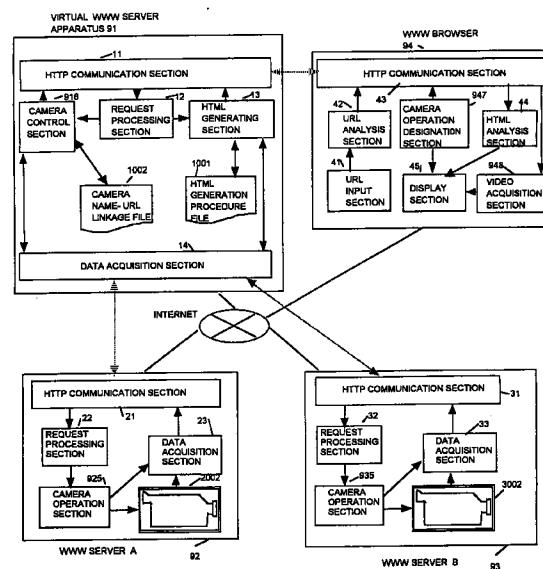 VIRTUAL WWW SERVER
APPARATUS 91
11
HTTP COMMUNICATION SECTION
916
CAMERA
CONTROL
SECTION
12
REQUEST
PROCESSING
SECTION
13
HTML
GENERATING
SECTION
1002
CAMERA
NAME- URL
LINKAGE FILE
1001
HTML
GENERATION
PROCEDURE
FILE
14
DATA ACQUISITION SECTION
WWW BROWSER
94
HTTP COMMUNICATION SECTION
43
42
URL
ANALYSIS
SECTION
947
CAMERA
OPERATION
DESIGNATION
SECTION
44
HTML
ANALYSIS
SECTION
41
URL
INPUT
SECTION
45
DISPLAY
SECTION
948
VIDEO
ACQUISITION
SECTION
INTERNET
HTTP COMMUNICATION SECTION
21
22
REQUEST
PROCESSING
SECTION
23
DATA
ACQUISITION
SECTION
925
CAMERA
OPERATION
SECTION
2002
WWW SERVER A
92
HTTP COMMUNICATION SECTION
31
32
REQUEST
PROCESSING
SECTION
33
DATA
ACQUISITION
SECTION
935
CAMERA
OPERATION
SECTION
3002
WWW SERVER B
93